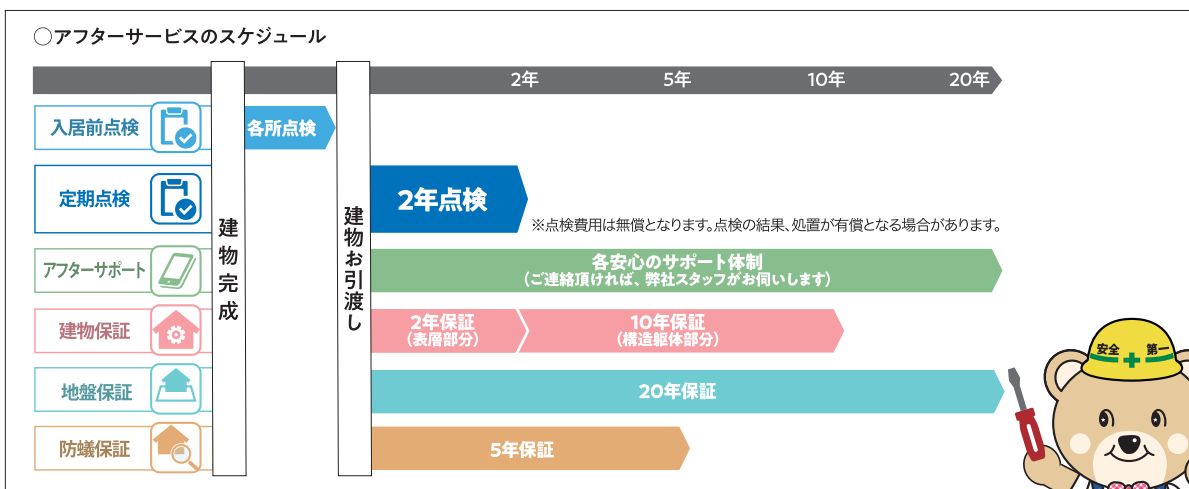 ○アフターサービスのスケジュール
2年 5年 10年 20年
入居前点検
各所点検
定期点検
2年点検
※点検費用は無償となります。点検の結果、処置が有償となる場合があります。
建物完成
建物お引渡し
アフターサポート
各安心のサポート体制
(ご連絡頂ければ、弊社スタッフがお伺いします)
建物保証
2年保証
(表層部分)
10年保証
(構造躯体部分)
地盤保証
20年保証
防蟻保証
5年保証
安全 第一